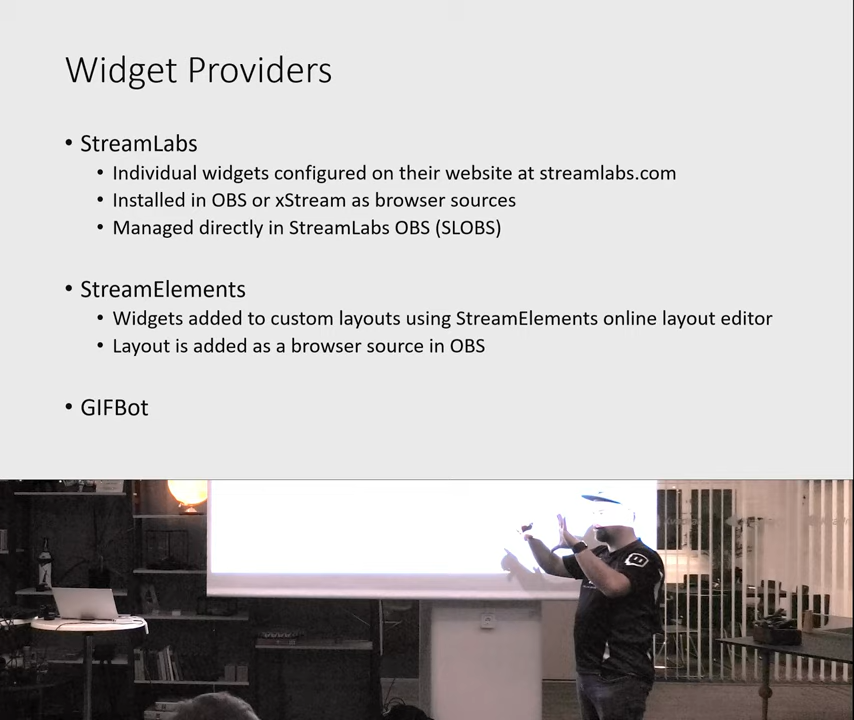 Widget Providers
• StreamLabs
• Individual widgets configured on their website at streamlabs.com
• Installed in OBS or xStream as browser sources
• Managed directly in StreamLabs OBS (SLOBS)
• StreamElements
• Widgets added to custom layouts using StreamElements online layout editor
• Layout is added as a browser source in OBS
• GIFBot